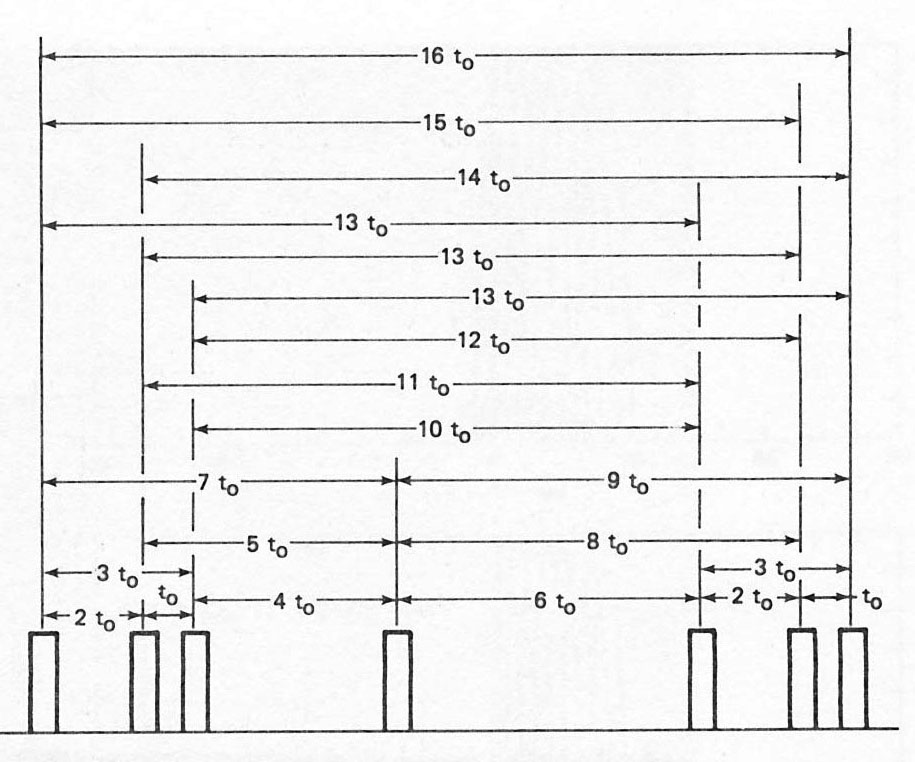 16 t₀
15 t₀
14 t₀
13 t₀
13 t₀
13 t₀
12 t₀
11 t₀
10 t₀
7 t₀ 9 t₀
5 t₀ 8 t₀
3 t₀ 3 t₀
2 t₀ t₀ 4 t₀ 6 t₀ 2 t₀ t₀